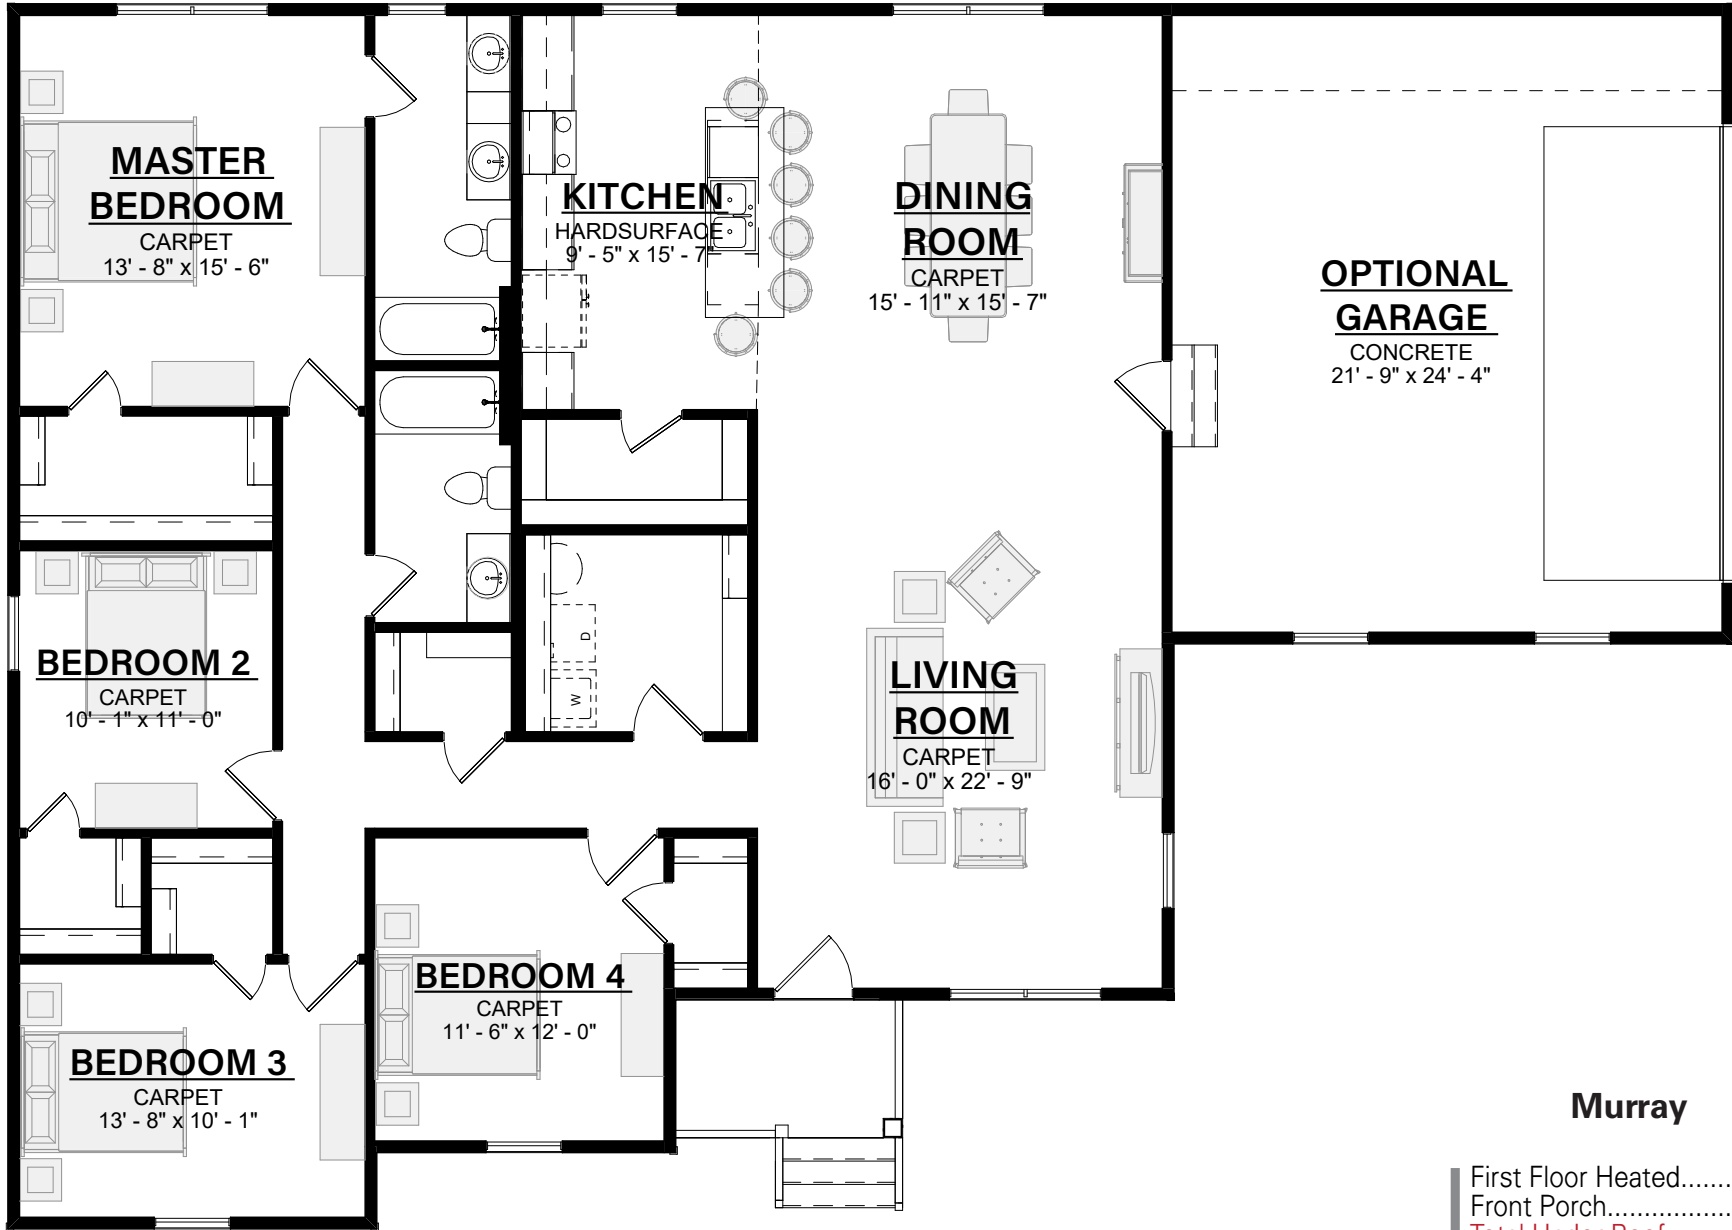 MASTER
BEDROOM
CARPET
13' - 8" x 15' - 6"
KITCHEN
HARDSURFACE
9' - 5" x 15' - 7"
DINING
ROOM
CARPET
15' - 11" x 15' - 7"
OPTIONAL
GARAGE
CONCRETE
21' - 9" x 24' - 4"
D
W
BEDROOM 2
CARPET
10' - 1" x 11' - 0"
LIVING
ROOM
CARPET
16' - 0" x 22' - 9"
BEDROOM 4
CARPET
11' - 6" x 12' - 0"
BEDROOM 3
CARPET
13' - 8" x 10' - 1"
Murray
First Floor Heated.......
Front Porch.................
Total Under Roof